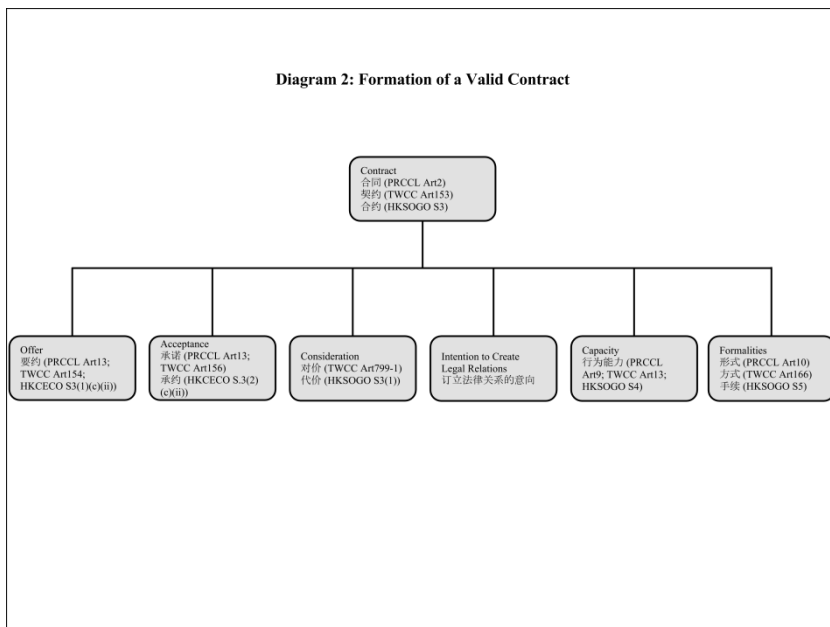 Diagram 2: Formation of a Valid Contract
Contract
合同 (PRCCL Art2)
契约 (TWCC Art153)
合约 (HKSOGO S3)
Offer
要约 (PRCCL Art13;
TWCC Art154;
HKCECO S3(1)(c)(ii))
Acceptance
承诺 (PRCCL Art13;
TWCC Art156)
承约 (HKCECO S.3(2)
(c)(ii))
Consideration
对价 (TWCC Art799-1)
代价 (HKSOGO S3(1))
Intention to Create
Legal Relations
订立法律关系的意向
Capacity
行为能力 (PRCCL
Art9; TWCC Art13;
HKSOGO S4)
Formalities
形式 (PRCCL Art10)
方式 (TWCC Art166)
手续 (HKSOGO S5)